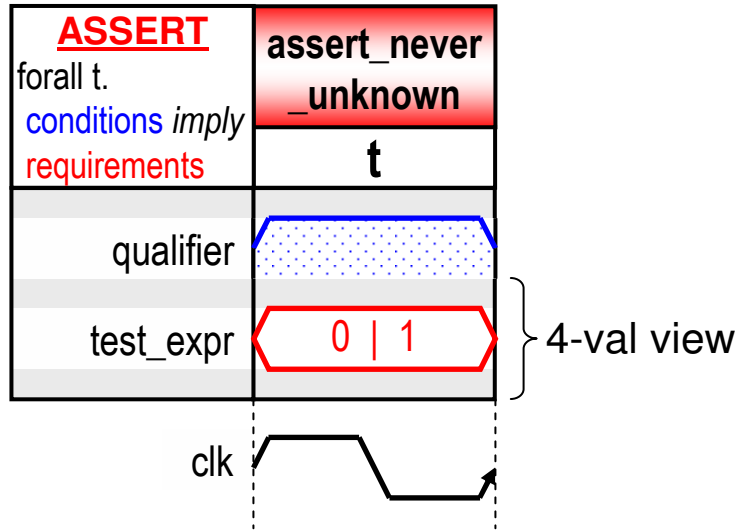 ASSERT
forall t.
conditions imply
requirements
assert_never
_unknown
t
qualifier
test_expr
0 | 1
4-val view
clk